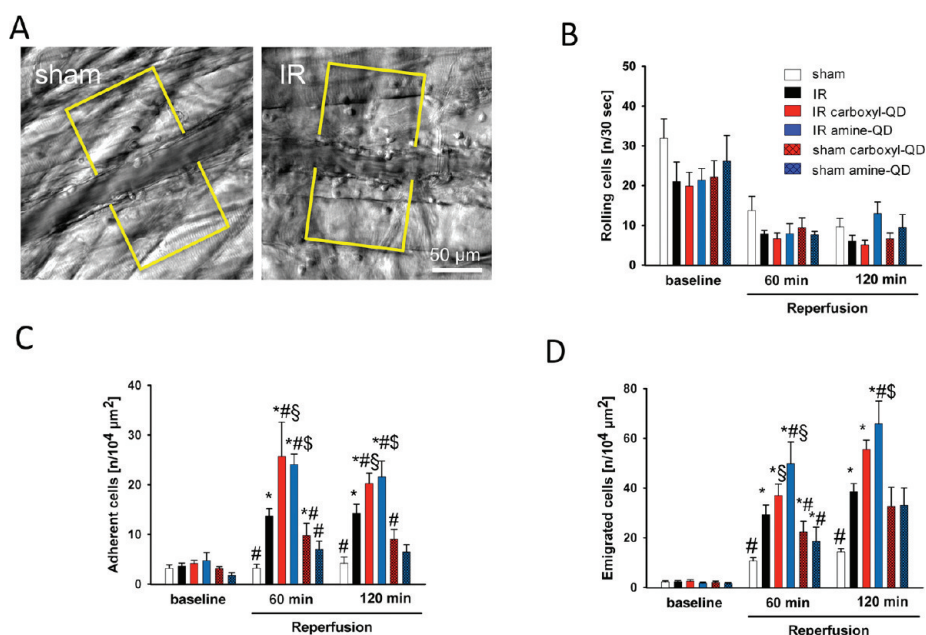 A
sham
IR
50 µm
B
Rollling cells [n/30 sec]
50
40
30
20
10
0
sham
IR
IR carboxyl-QD
IR amine-QD
sham carboxyl-QD
sham amine-QD
baseline
60 min
120 min
Reperfusion
C
Adherent cells [n/10⁴ µm²]
40
30
20
10
0
*#§
*#$
*
*#
#
#
*#$
*#§
*
#
#
baseline
60 min
120 min
Reperfusion
D
Emigrated cells [n/10⁴ µm²]
80
60
40
20
0
*#$
*#§
*
*
*
§
*
*#
*#
#
#
baseline
60 min
120 min
Reperfusion